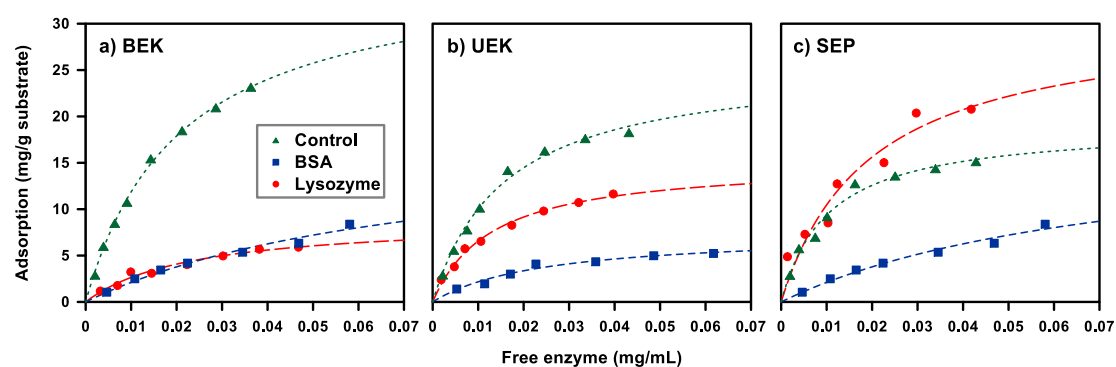 a) BEK
b) UEK
c) SEP
Adsorption (mg/g substrate)
30
25
20
15
10
5
0
Control
BSA
Lysozyme
0 0.01 0.02 0.03 0.04 0.05 0.06 0.07
0 0.01 0.02 0.03 0.04 0.05 0.06 0.07
0 0.01 0.02 0.03 0.04 0.05 0.06 0.07
Free enzyme (mg/mL)